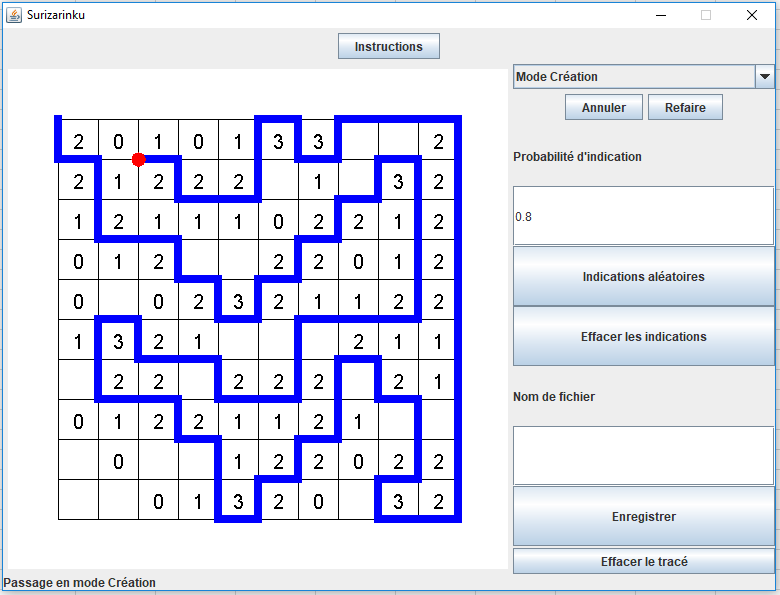 Surizarinku
Instructions
Mode Création
Annuler Refaire
Probabilité d'indication
0.8
Indications aléatoires
Effacer les indications
Nom de fichier
Enregistrer
Effacer le tracé
2 0 1 0 1 3 3 2
2 1 2 2 2 1 3 2
1 2 1 1 1 0 2 2 1 2
0 1 2 2 2 0 1 2
0 0 2 3 2 1 1 2 2
1 3 2 1 2 1 1
2 2 2 2 2 2 1
0 1 2 2 1 1 2 1
0 1 2 2 0 2 2
0 1 3 2 0 3 2
Passage en mode Création